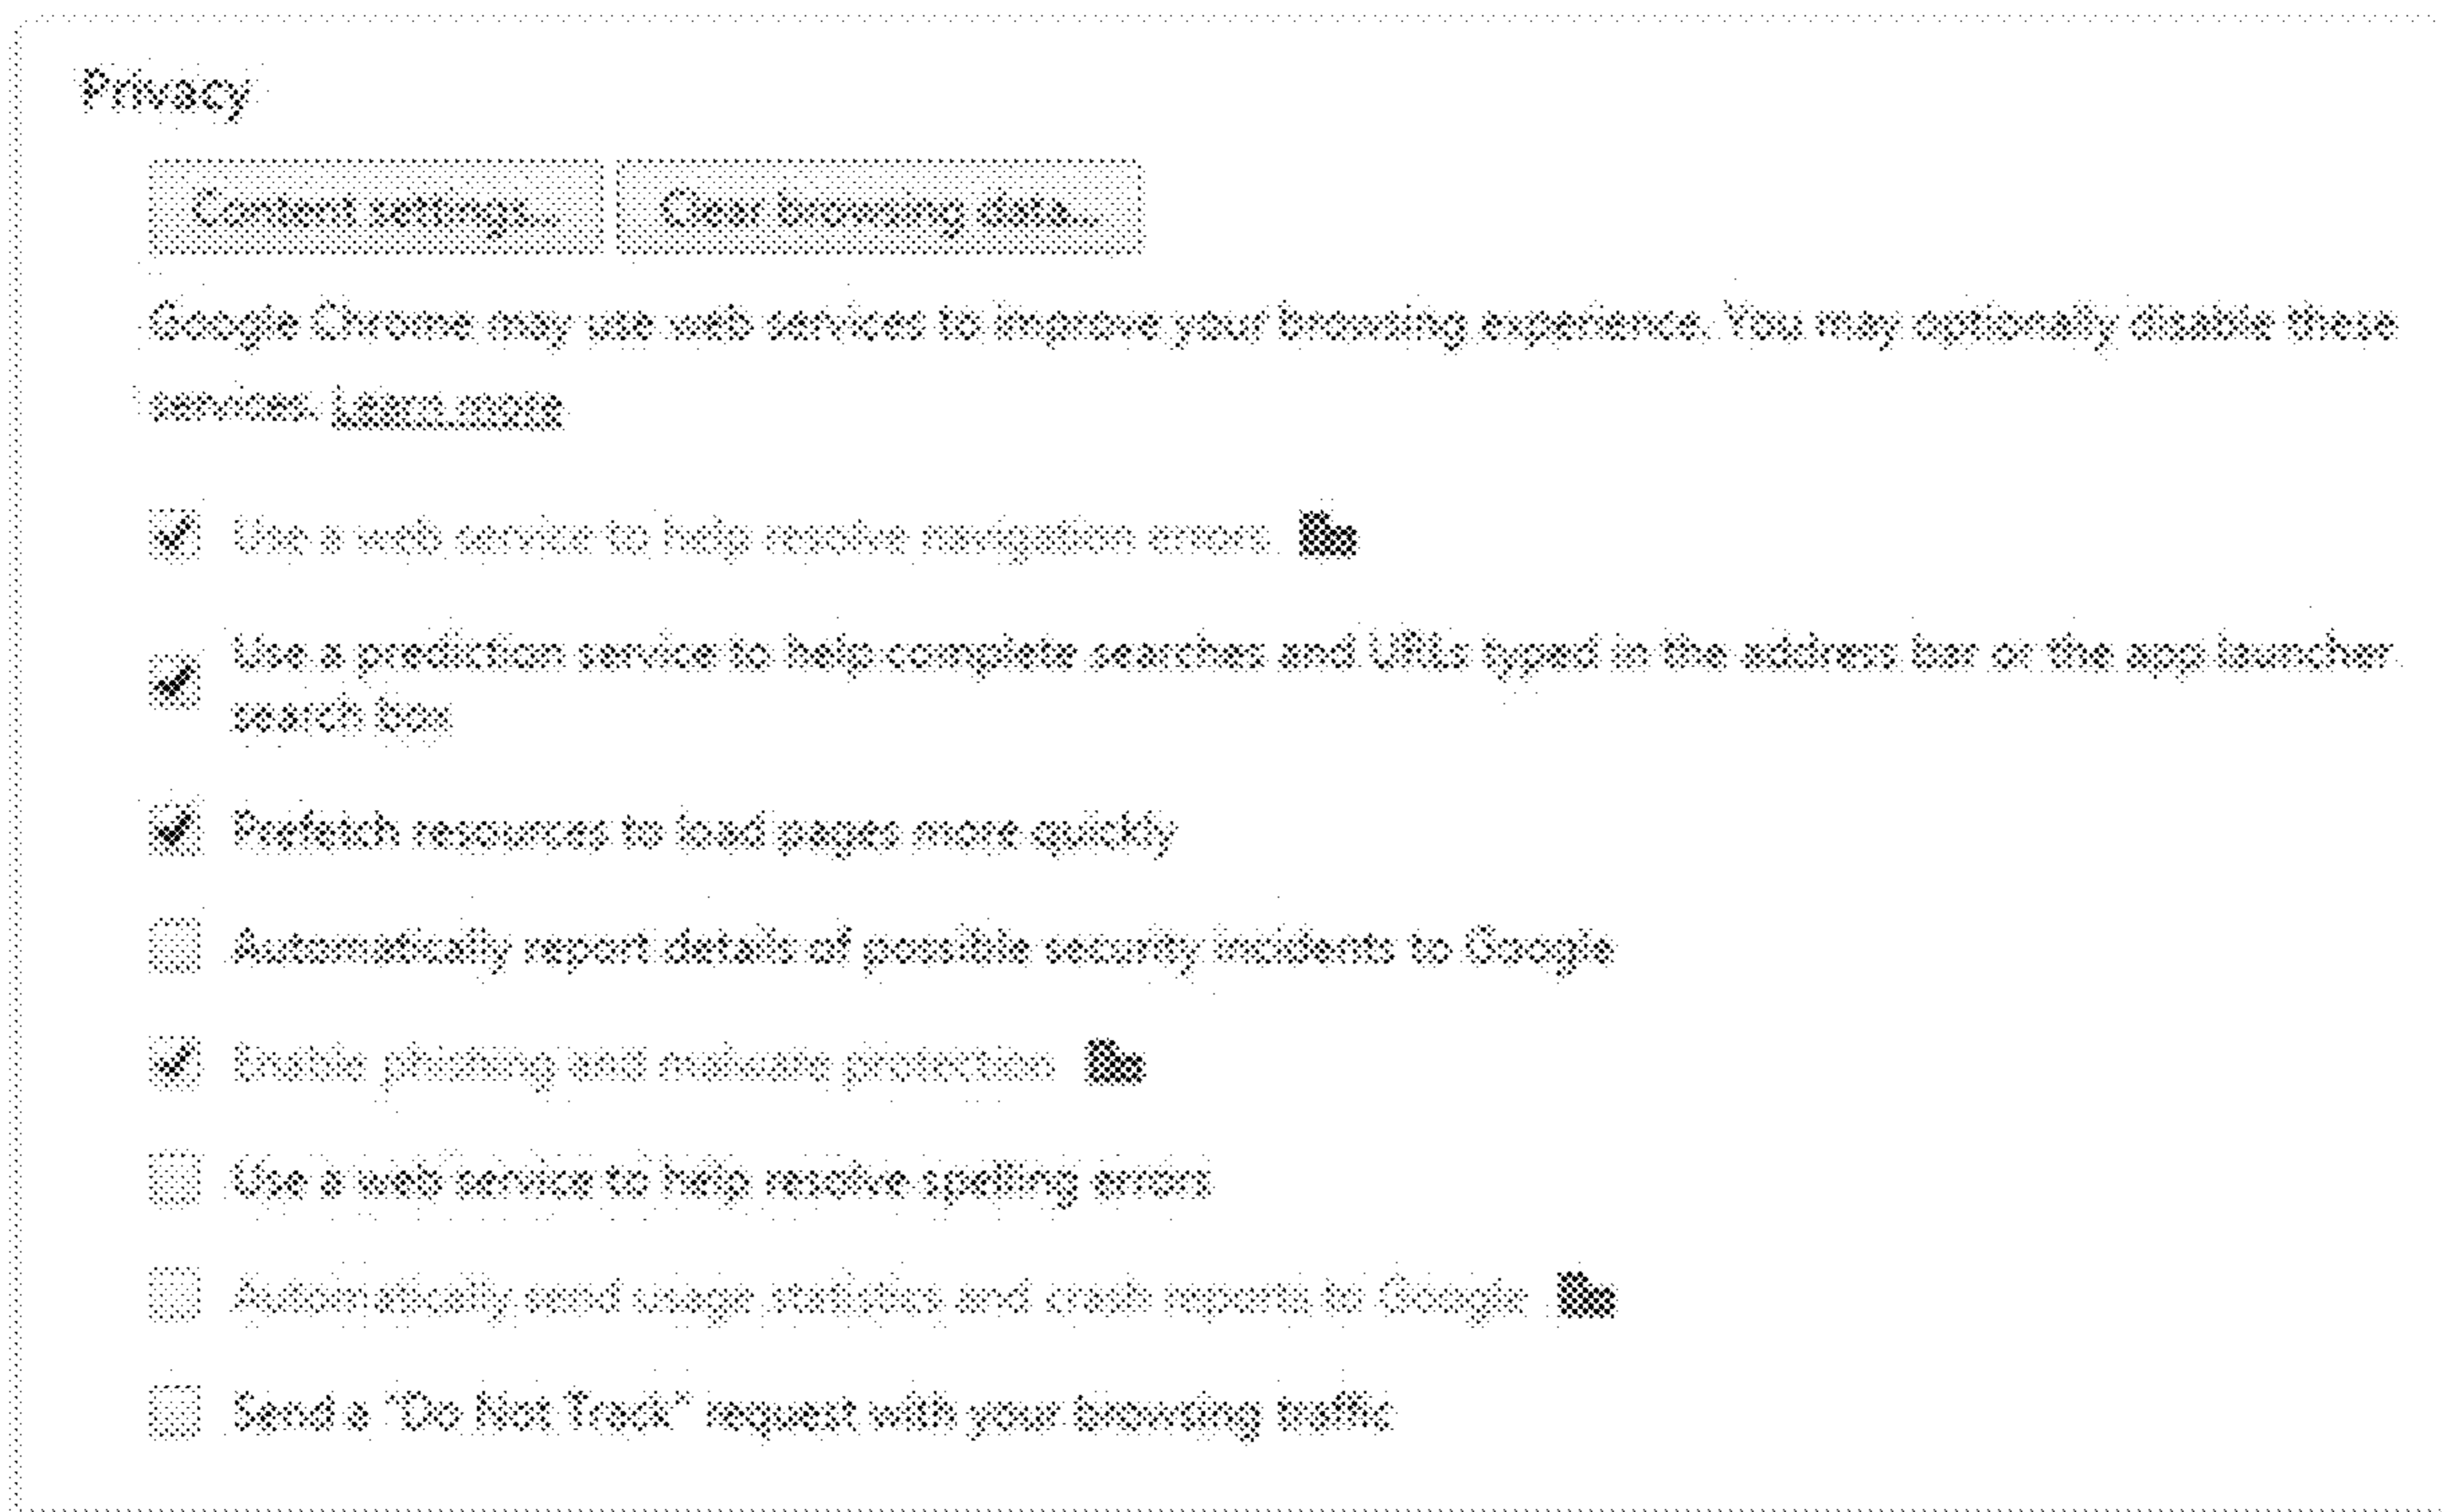 Privacy
Content settings... Clear browsing data...
Google Chrome may use web services to improve your browsing experience. You may optionally disable these
services. Learn more
Use a web service to help resolve navigation errors
Use a prediction service to help complete searches and URLs typed in the address bar or the app launcher
search box
Prefetch resources to load pages more quickly
Automatically report details of possible security incidents to Google
Enable phishing and malware protection
Use a web service to help resolve spelling errors
Automatically send usage statistics and crash reports to Google
Send a "Do Not Track" request with your browsing traffic